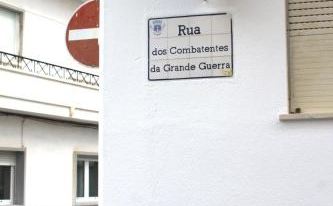 Rua
dos Combatentes
da Grande Guerra